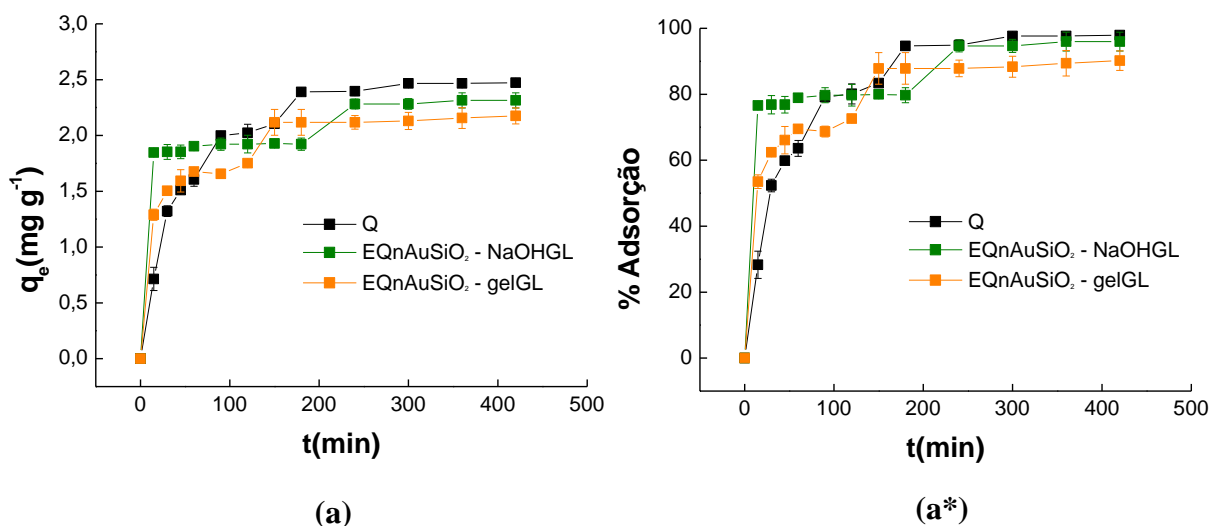 3,0
2,5
2,0
1,5
1,0
0,5
0,0
qe(mg g-1)
Q
EQnAuSiO₂ - NaOHGL
EQnAuSiO₂ - gelGL
0 100 200 300 400 500
t(min)
(a)
100
80
60
40
20
0
% Adsorção
Q
EQnAuSiO₂ - NaOHGL
EQnAuSiO₂ - gelGL
0 100 200 300 400 500
t(min)
(a*)